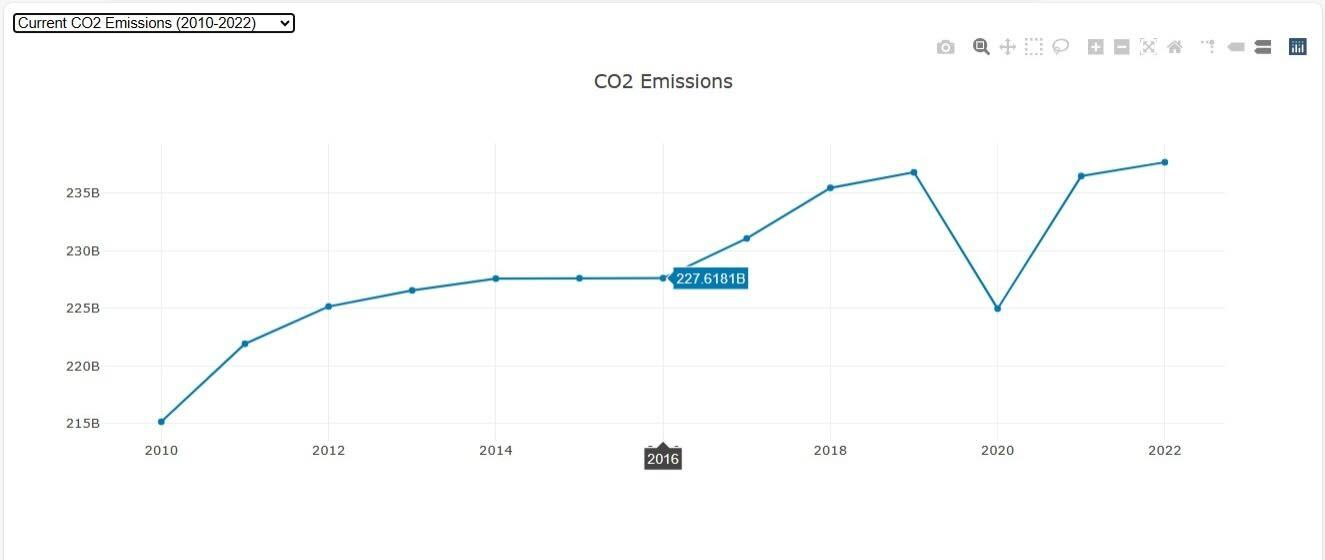 Current CO2 Emissions (2010-2022)
CO2 Emissions
235B
230B
225B
220B
215B
227.6181B
2010
2012
2014
2016
2018
2020
2022